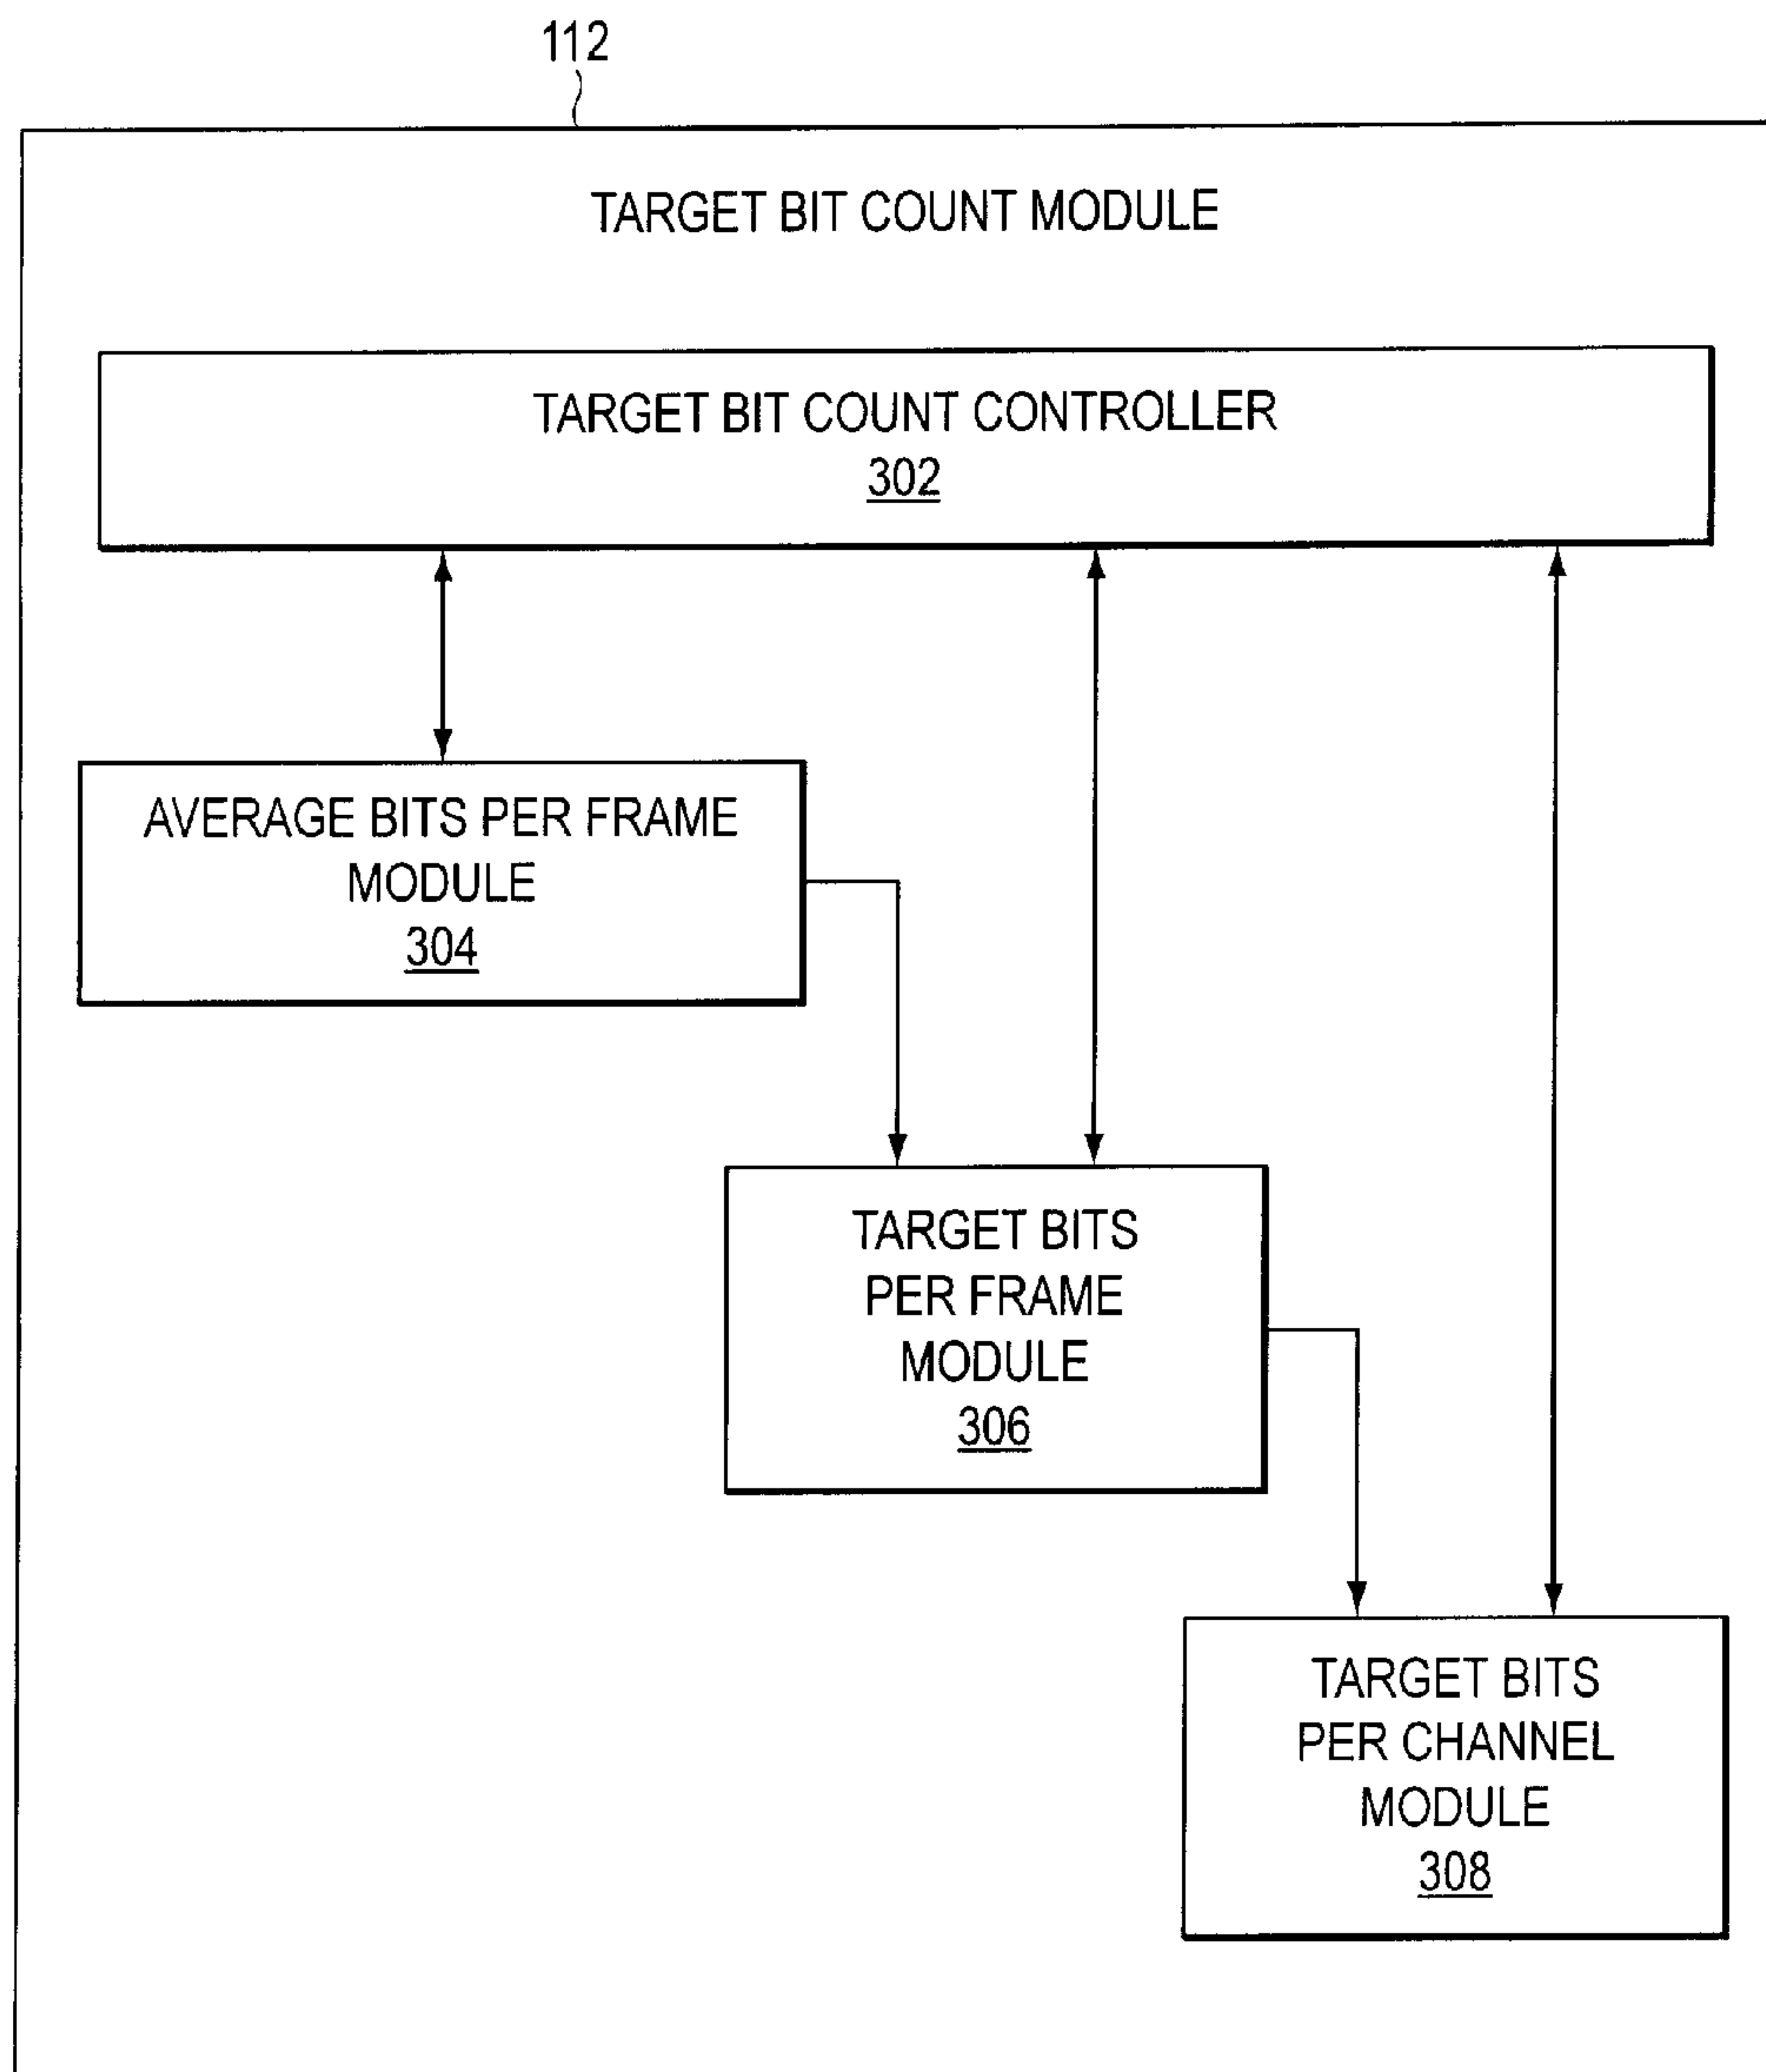 112
TARGET BIT COUNT MODULE
TARGET BIT COUNT CONTROLLER
302
AVERAGE BITS PER FRAME
MODULE
304
TARGET BITS
PER FRAME
MODULE
306
TARGET BITS
PER CHANNEL
MODULE
308